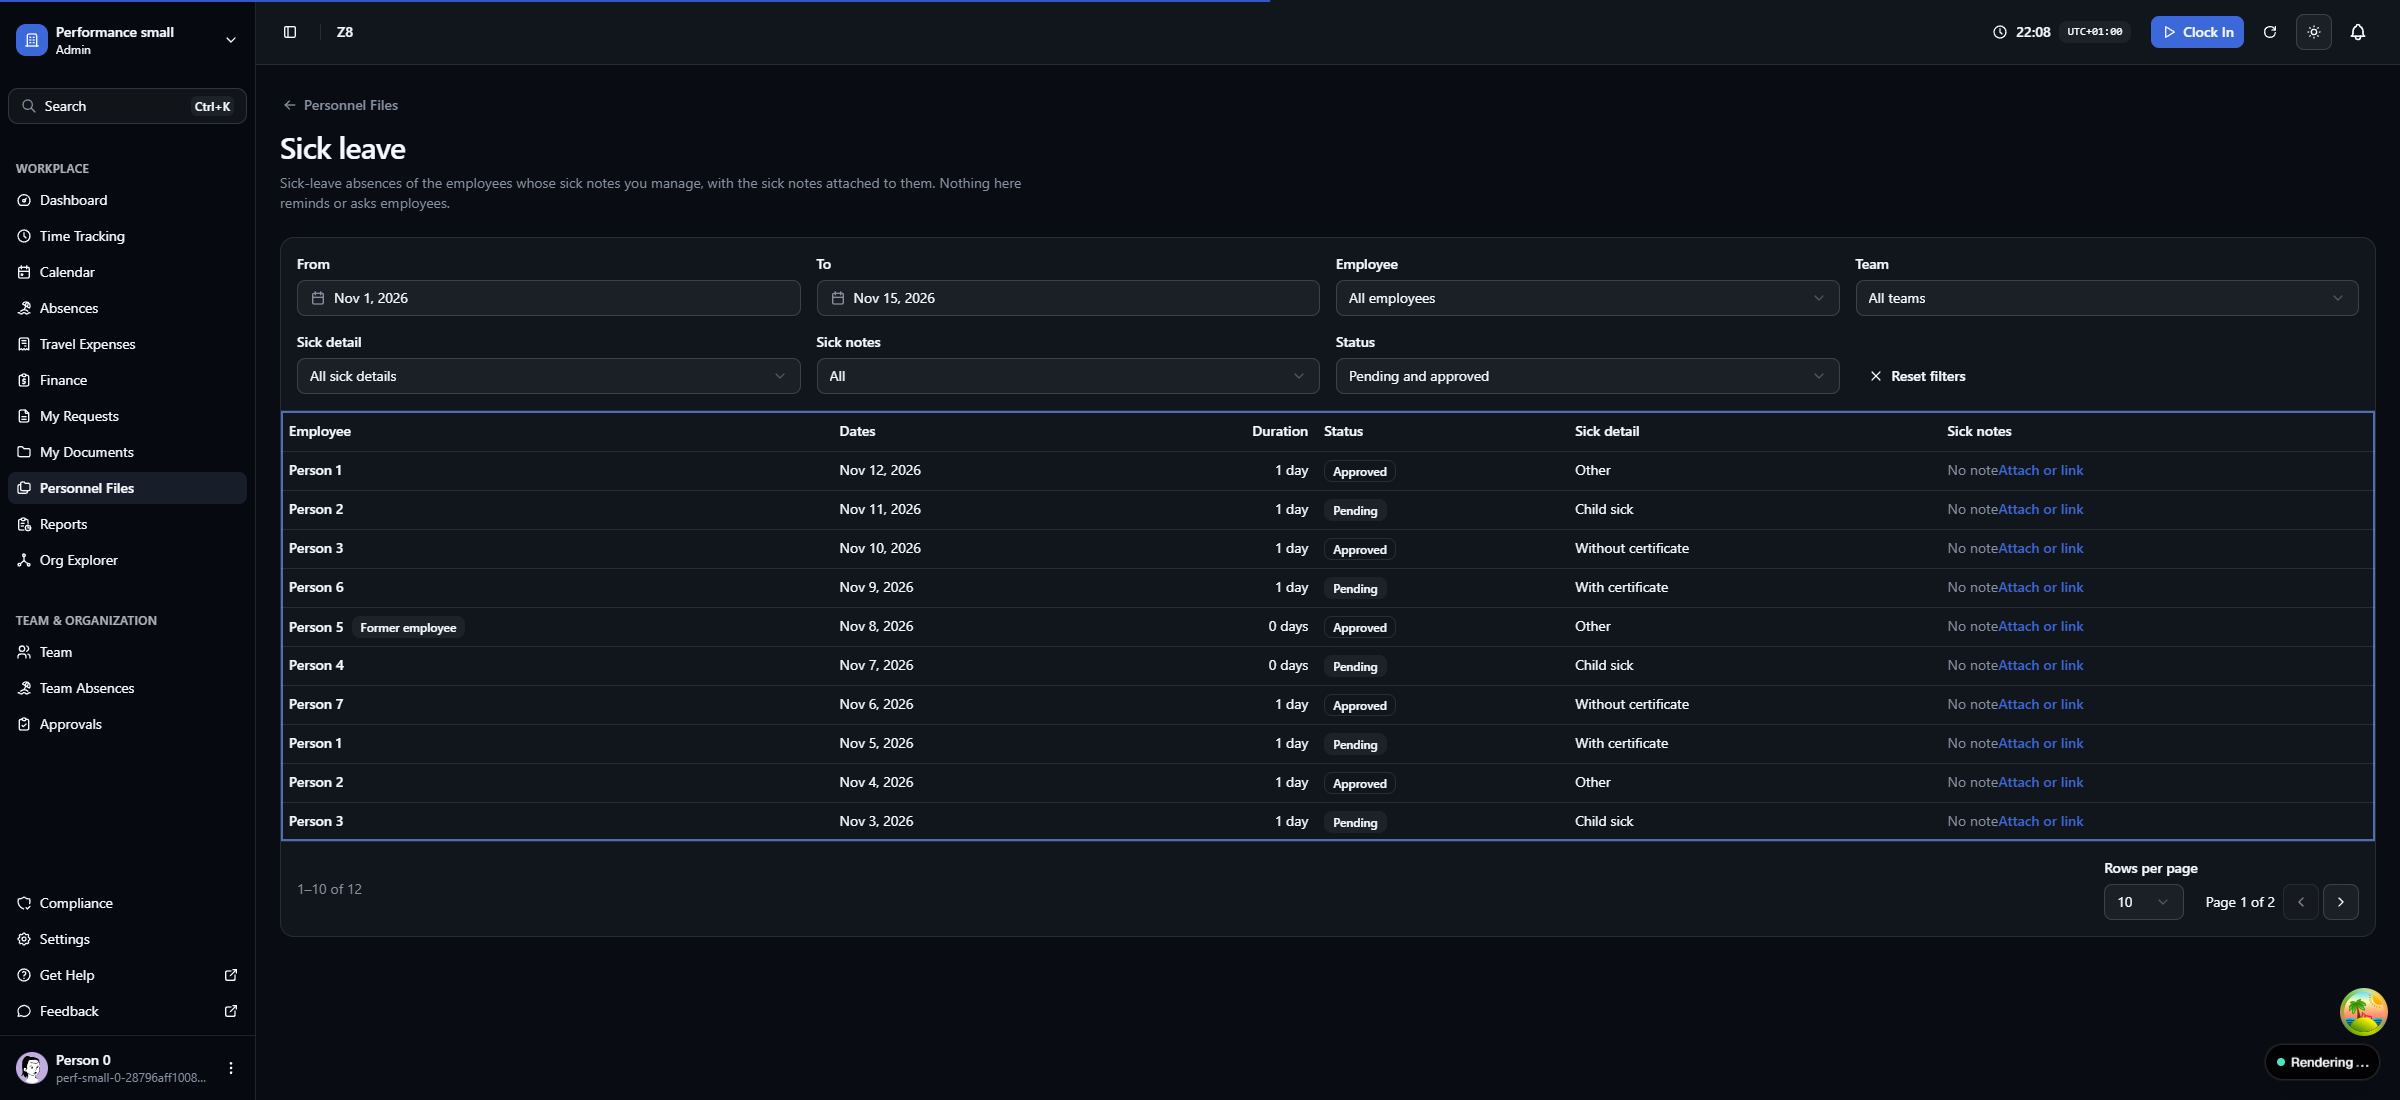 Performance small
Admin
Z8
22:08 UTC+01:00 Clock In
Search Ctrl+K
WORKPLACE
Dashboard
Time Tracking
Calendar
Absences
Travel Expenses
Finance
My Requests
My Documents
Personnel Files
Reports
Org Explorer
TEAM & ORGANIZATION
Team
Team Absences
Approvals
Compliance
Settings
Get Help
Feedback
Person 0
perf-small-0-28796aff1008...
Personnel Files
Sick leave
Sick-leave absences of the employees whose sick notes you manage, with the sick notes attached to them. Nothing here
reminds or asks employees.
From To Employee Team
Nov 1, 2026 Nov 15, 2026 All employees All teams
Sick detail Sick notes Status
All sick details All Pending and approved Reset filters
Employee Dates Duration Status Sick detail Sick notes
Person 1 Nov 12, 2026 1 day Approved Other No noteAttach or link
Person 2 Nov 11, 2026 1 day Pending Child sick No noteAttach or link
Person 3 Nov 10, 2026 1 day Approved Without certificate No noteAttach or link
Person 6 Nov 9, 2026 1 day Pending With certificate No noteAttach or link
Person 5 Former employee Nov 8, 2026 0 days Approved Other No noteAttach or link
Person 4 Nov 7, 2026 0 days Pending Child sick No noteAttach or link
Person 7 Nov 6, 2026 1 day Approved Without certificate No noteAttach or link
Person 1 Nov 5, 2026 1 day Pending With certificate No noteAttach or link
Person 2 Nov 4, 2026 1 day Approved Other No noteAttach or link
Person 3 Nov 3, 2026 1 day Pending Child sick No noteAttach or link
1–10 of 12
Rows per page
10 Page 1 of 2
Rendering ...